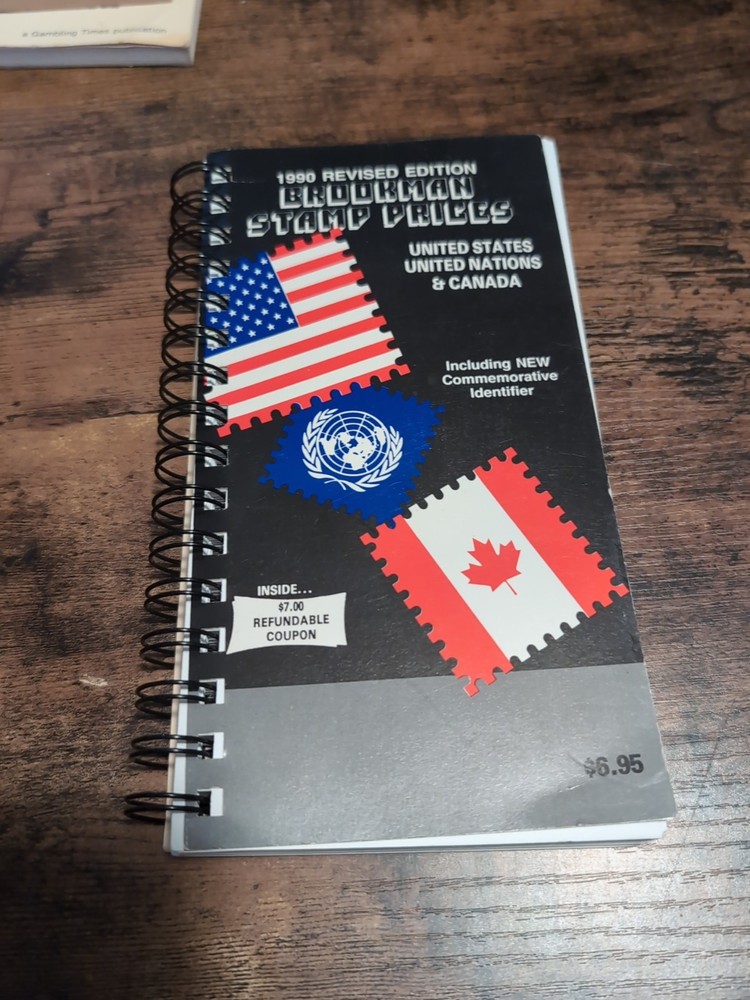 a Gambling Times publication
1990 REVISED EDITION
BROOKMAN
STAMP PRICES
UNITED STATES
UNITED NATIONS
& CANADA
Including NEW
Commemorative
Identifier
INSIDE...
$7.00
REFUNDABLE
COUPON
$6.95